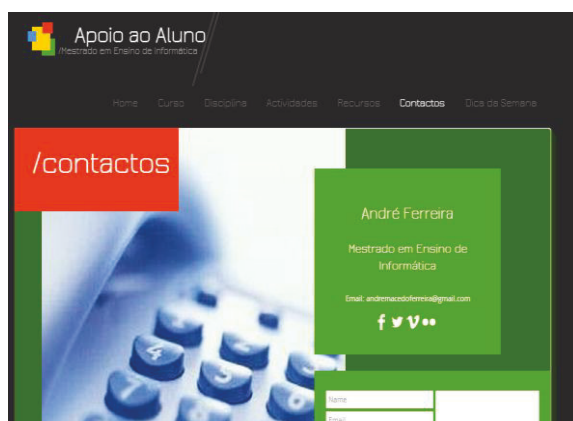 Apoio ao Aluno
/Mestrado em Ensino de Informática
Home Curso Disciplina Actividades Recursos Contactos Dica da Semana
/contactos
André Ferreira
Mestrado em Ensino de
Informática
Email: andremacedoferreira@gmail.com
Name
Email